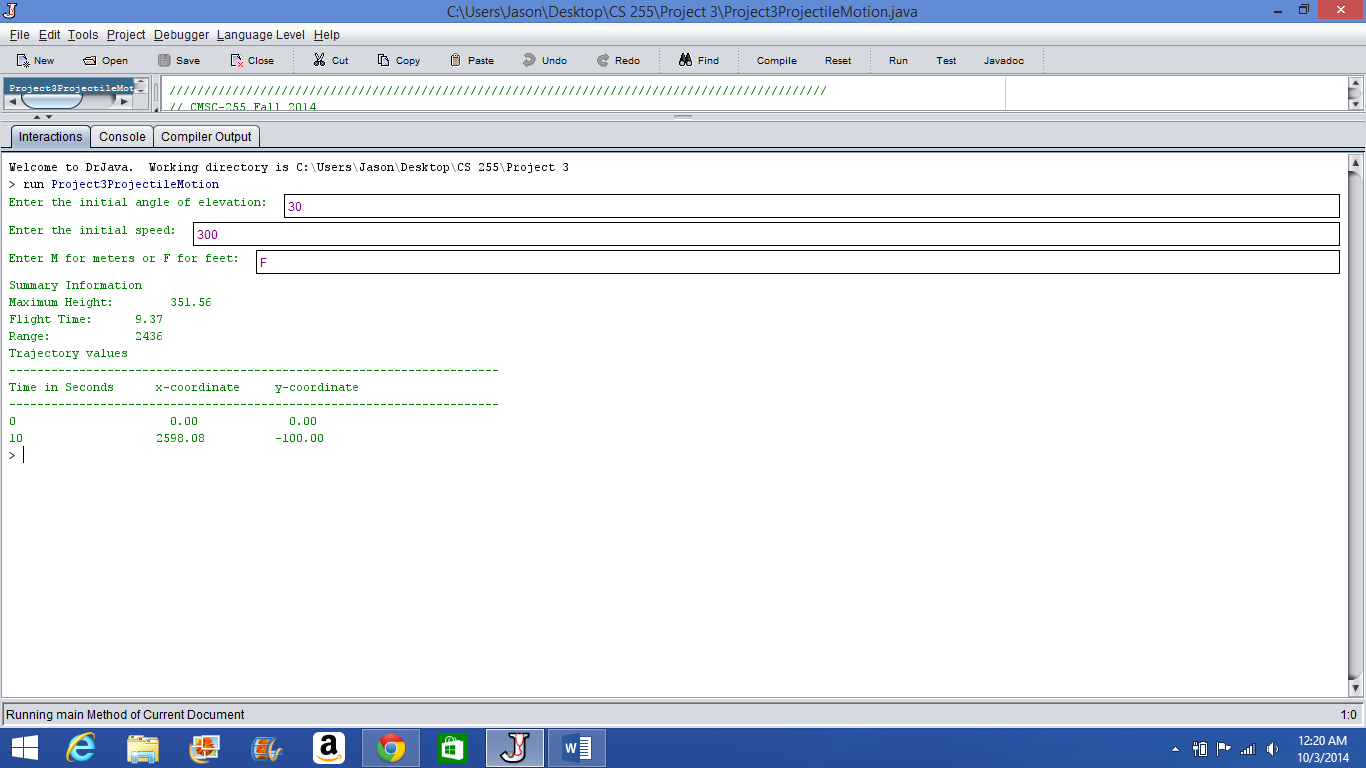 C:\Users\Jason\Desktop\CS 255\Project 3\Project3ProjectileMotion.java
File Edit Tools Project Debugger Language Level Help
New Open Save Close Cut Copy Paste Undo Redo Find Compile Reset Run Test Javadoc
Project3ProjectileMot
//////////////////////////////////////////////////////////////////////////////////////////////
// CMSC-255 Fall 2014
Interactions Console Compiler Output
Welcome to DrJava.  Working directory is C:\Users\Jason\Desktop\CS 255\Project 3
> run Project3ProjectileMotion
Enter the initial angle of elevation: 30
Enter the initial speed: 300
Enter M for meters or F for feet: F
Summary Information
Maximum Height: 351.56
Flight Time: 9.37
Range: 2436
Trajectory values
----------------------------------------------------------------------
Time in Seconds x-coordinate y-coordinate
----------------------------------------------------------------------
0 0.00 0.00
10 2598.08 -100.00
>
Running main Method of Current Document 1:0
12:20 AM
10/3/2014